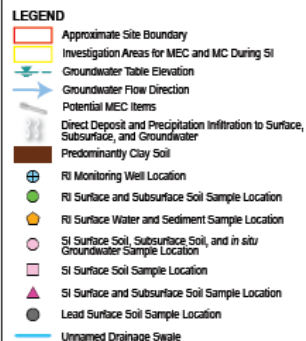 LEGEND
Approximate Site Boundary
Investigation Areas for MEC and MC During SI
Groundwater Table Elevation
Groundwater Flow Direction
Potential MEC Items
Direct Deposit and Precipitation Infiltration to Surface,
Subsurface, and Groundwater
Predominantly Clay Soil
RI Monitoring Well Location
RI Surface and Subsurface Soil Sample Location
RI Surface Water and Sediment Sample Location
SI Surface Soil, Subsurface Soil, and in situ
Groundwater Sample Location
SI Surface Soil Sample Location
SI Surface and Subsurface Soil Sample Location
Lead Surface Soil Sample Location
Unnamed Drainage Swale